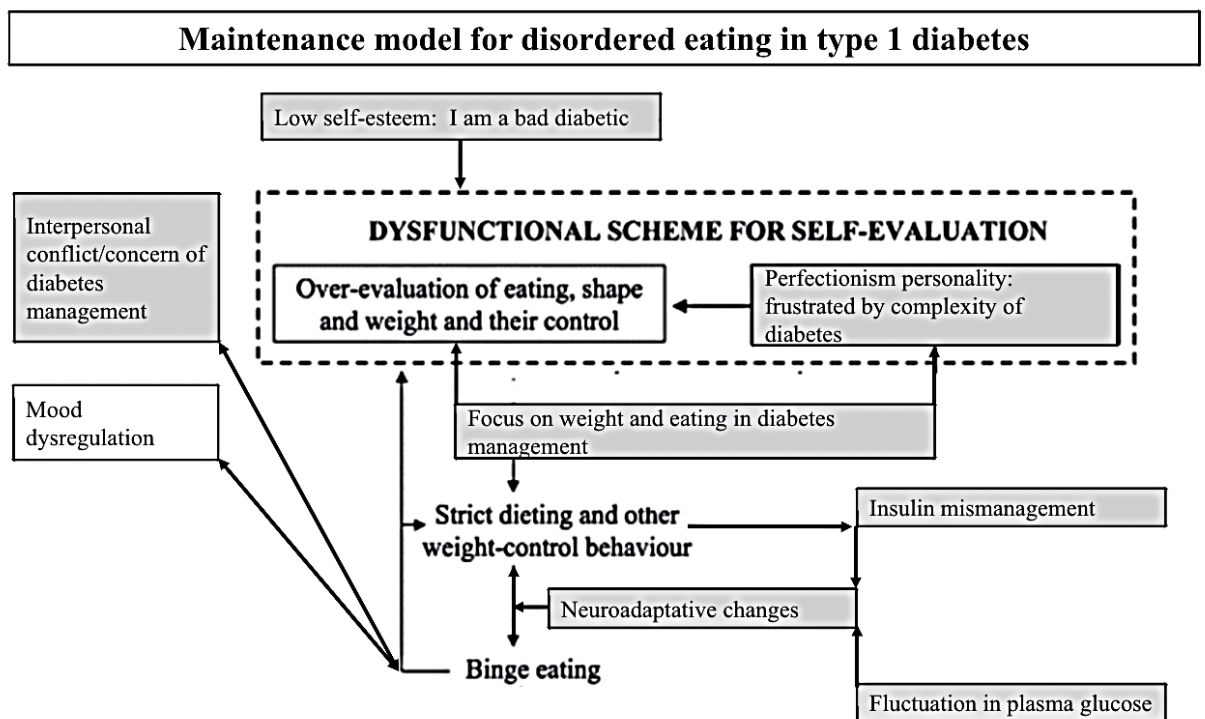 Maintenance model for disordered eating in type 1 diabetes
Low self-esteem:  I am a bad diabetic
Interpersonal
conflict/concern of
diabetes
management
DYSFUNCTIONAL SCHEME FOR SELF-EVALUATION
Over-evaluation of eating, shape
and weight and their control
Perfectionism personality:
frustrated by complexity of
diabetes
Mood
dysregulation
Focus on weight and eating in diabetes
management
Strict dieting and other
weight-control behaviour
Insulin mismanagement
Neuroadaptative changes
Binge eating
Fluctuation in plasma glucose